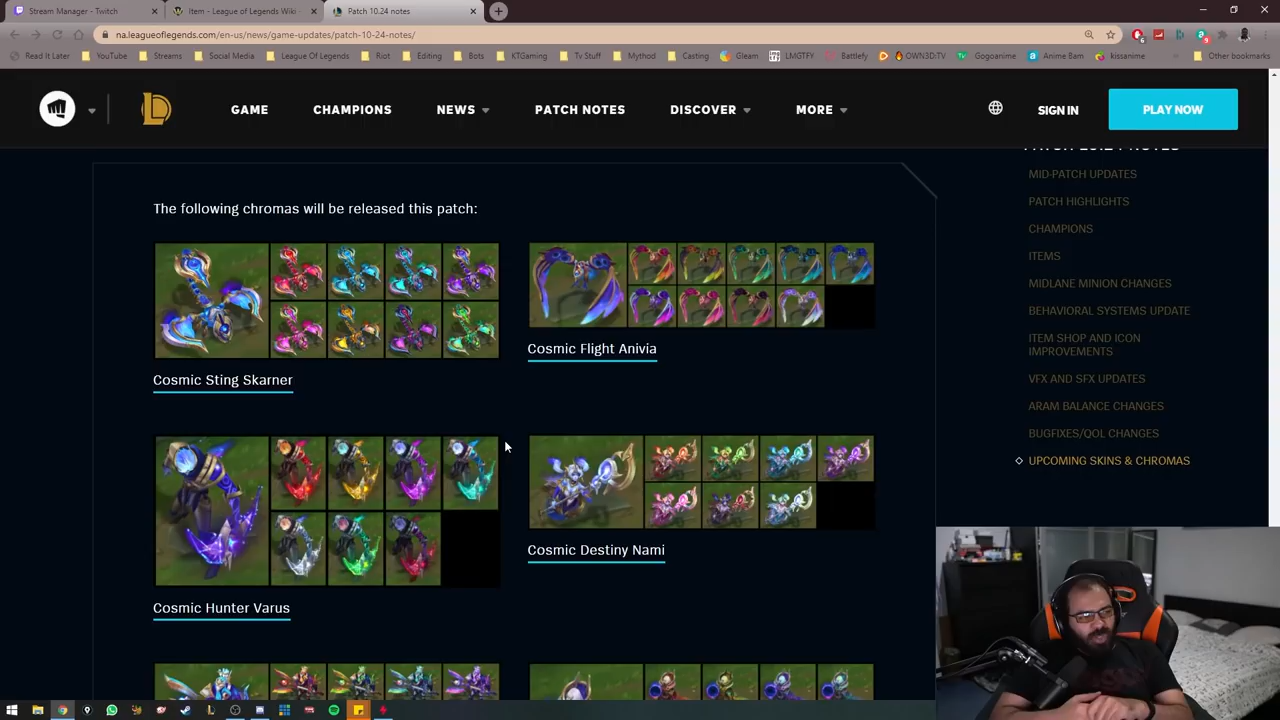 Stream Manager - Twitch
Item - League of Legends Wiki -
Patch 10.24 notes
na.leagueoflegends.com/en-us/news/game-updates/patch-10-24-notes/
Read It Later
YouTube
Streams
Social Media
League Of Legends
Riot
Editing
Bots
KTGaming
Tv Stuff
Mythod
Casting
Gleam
LMGTFY
Battlefy
OWN3D:TV
Gogoanime
Anime Bam
kissanime
Other bookmarks
GAME
CHAMPIONS
NEWS
PATCH NOTES
DISCOVER
MORE
SIGN IN
PLAY NOW
The following chromas will be released this patch:
Cosmic Sting Skarner
Cosmic Flight Anivia
Cosmic Hunter Varus
Cosmic Destiny Nami
PATCH 10.24 NOTES
MID-PATCH UPDATES
PATCH HIGHLIGHTS
CHAMPIONS
ITEMS
MIDLANE MINION CHANGES
BEHAVIORAL SYSTEMS UPDATE
ITEM SHOP AND ICON
IMPROVEMENTS
VFX AND SFX UPDATES
ARAM BALANCE CHANGES
BUGFIXES/QOL CHANGES
UPCOMING SKINS & CHROMAS